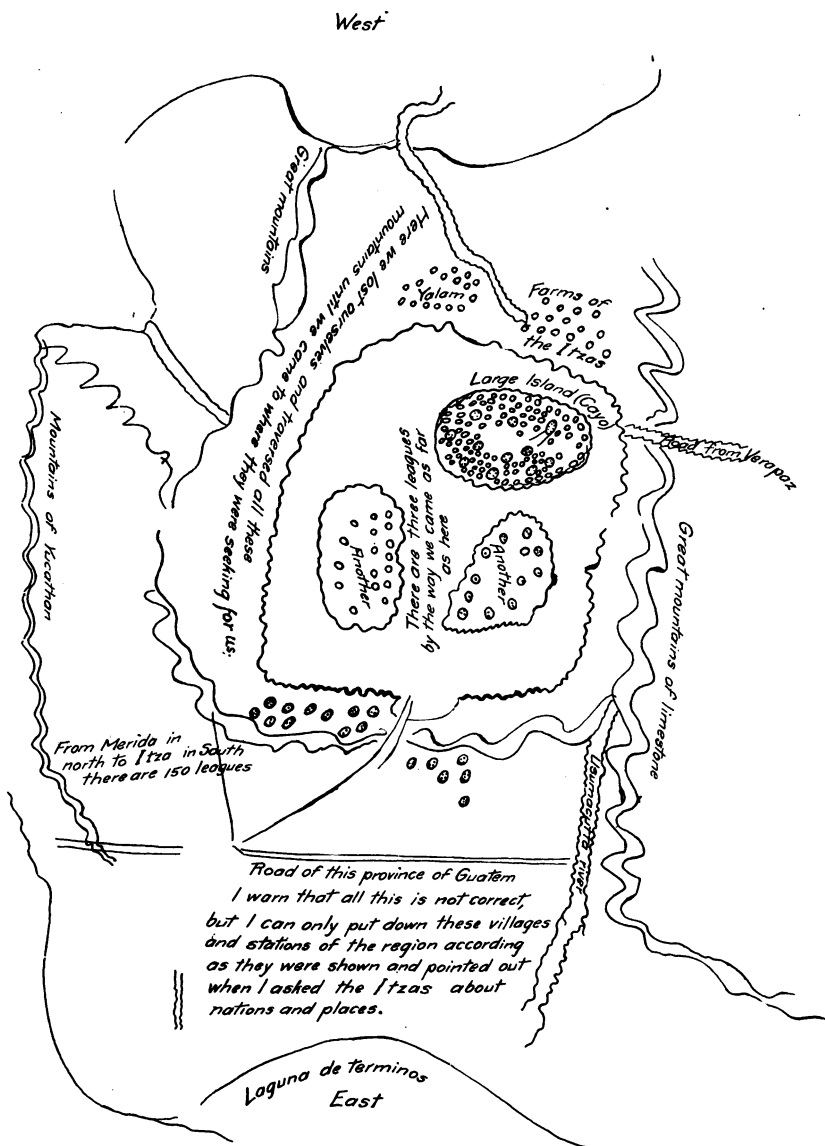 West
Great mountains
Here we lost ourselves and traversed all these
mountains until we came to where they were seeking for us.
Yalam
Farms of
the Itzas
Large Island (Cayo)
Road from Verapaz
Mountains of Yucathan
There are three leagues
by the way we came as far
as here
Another
Another
Great mountains of limestone
From Merida in
north to Itza in South
there are 150 leagues
Usumasinta river
Road of this province of Guatem
I warn that all this is not correct,
but I can only put down these villages
and stations of the region according
as they were shown and pointed out
when I asked the Itzas about
nations and places.
Laguna de terminos
East